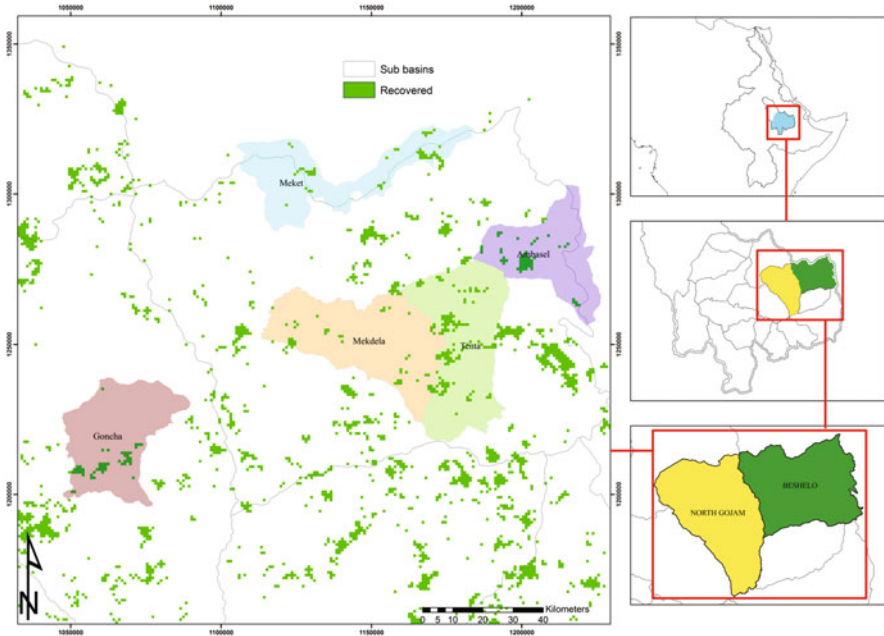 1050000 1100000 1150000 1200000
1350000 1350000
Sub basins
Recovered
Meket
1300000 1300000
Ambasel
1250000 1250000
Mekdela
Tenta
Goncha
1200000 1200000
N
0 5 10 20 30 40 Kilometers
1050000 1100000 1150000 1200000
NORTH GOJAM
BESHELO